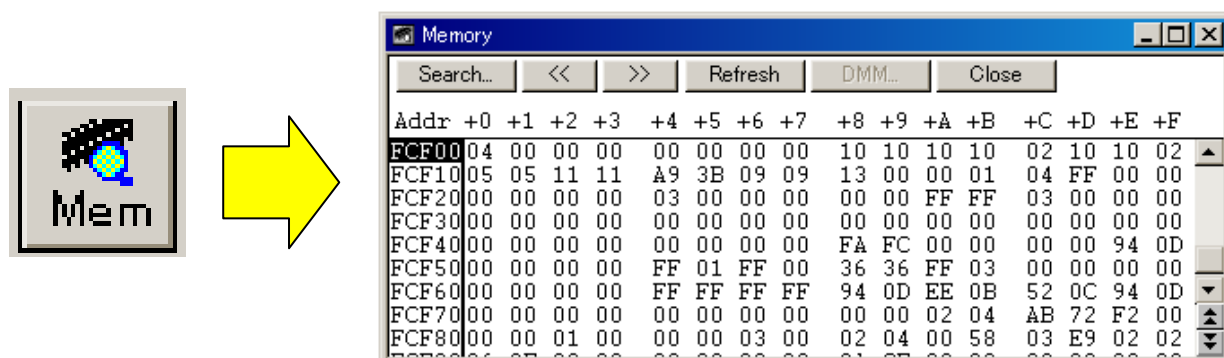 Mem
Memory
Search... << >> Refresh DMM... Close
Addr +0 +1 +2 +3 +4 +5 +6 +7 +8 +9 +A +B +C +D +E +F
FCF00 04 00 00 00 00 00 00 00 10 10 10 10 02 10 10 02
FCF10 05 05 11 11 A9 3B 09 09 13 00 00 01 04 FF 00 00
FCF20 00 00 00 00 03 00 00 00 00 00 FF FF 03 00 00 00
FCF30 00 00 00 00 00 00 00 00 00 00 00 00 00 00 00 00
FCF40 00 00 00 00 00 00 00 00 FA FC 00 00 00 00 94 0D
FCF50 00 00 00 00 FF 01 FF 00 36 36 FF 03 00 00 00 00
FCF60 00 00 00 00 FF FF FF FF 94 0D EE 0B 52 0C 94 0D
FCF70 00 00 00 00 00 00 00 00 00 00 02 04 AB 72 F2 00
FCF80 00 00 01 00 00 00 03 00 02 04 00 58 03 E9 02 02